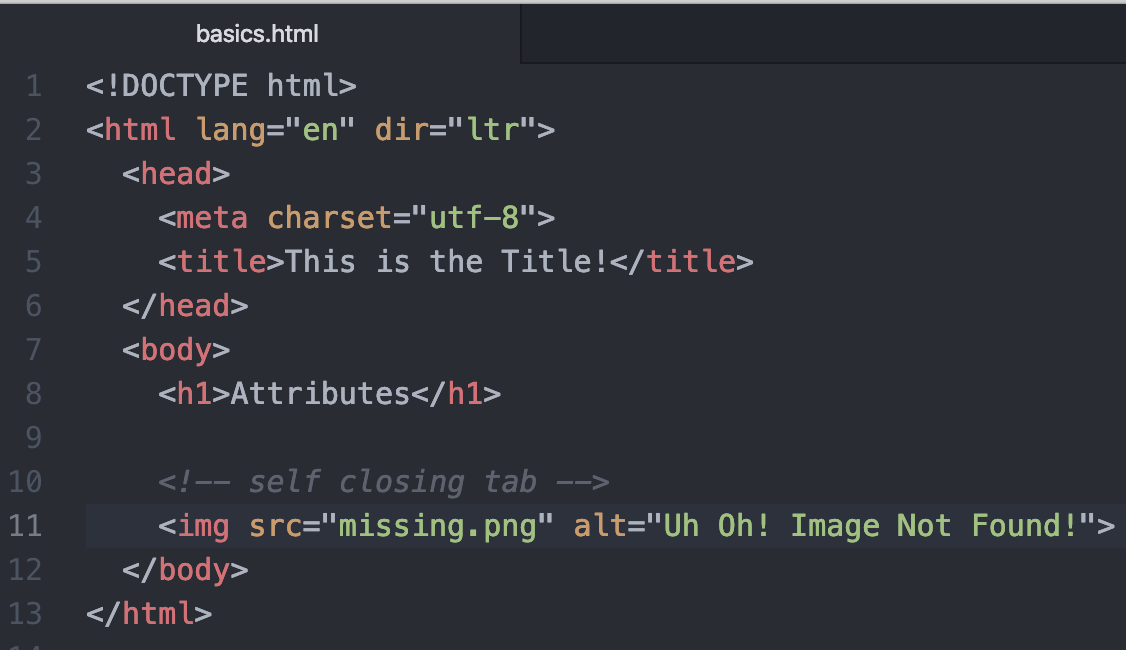 basics.html
1 <!DOCTYPE html>
2 <html lang="en" dir="ltr">
3   <head>
4     <meta charset="utf-8">
5     <title>This is the Title!</title>
6   </head>
7   <body>
8     <h1>Attributes</h1>
9
10     <!-- self closing tab -->
11     <img src="missing.png" alt="Uh Oh! Image Not Found!">
12   </body>
13 </html>